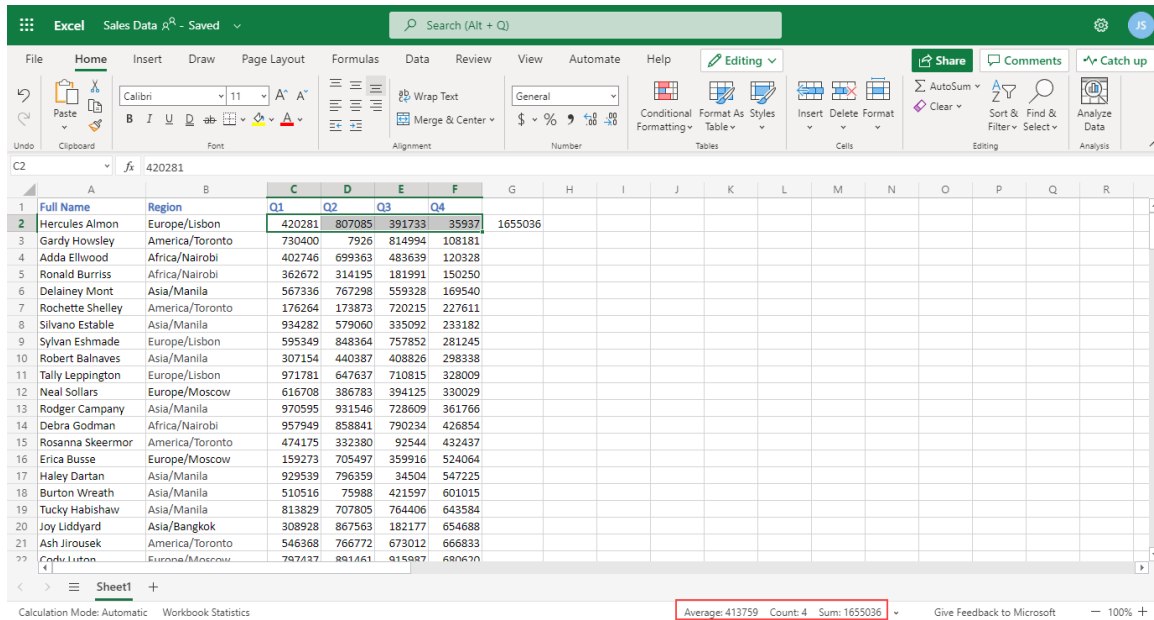 Excel Sales Data - Saved Search (Alt + Q) JS
File Home Insert Draw Page Layout Formulas Data Review View Automate Help Editing Share Comments Catch up
Calibri 11 Wrap Text General AutoSum
Paste B I U D ab A Merge & Center $ % 9 Conditional Formatting Format As Table Styles Insert Delete Format Clear Sort & Filter Find & Select Analyze Data
Undo Clipboard Font Alignment Number Tables Cells Editing Analysis
C2 fx 420281
A B C D E F G H I J K L M N O P Q R
1 Full Name Region Q1 Q2 Q3 Q4
2 Hercules Almon Europe/Lisbon 420281 807085 391733 35937 1655036
3 Gardy Howsley America/Toronto 730400 7926 814994 108181
4 Adda Ellwood Africa/Nairobi 402746 699363 483639 120328
5 Ronald Burriss Africa/Nairobi 362672 314195 181991 150250
6 Delainey Mont Asia/Manila 567336 767298 559328 169540
7 Rochette Shelley America/Toronto 176264 173873 720215 227611
8 Silvano Estable Asia/Manila 934282 579060 335092 233182
9 Sylvan Eshmade Europe/Lisbon 595349 848364 757852 281245
10 Robert Balnaves Asia/Manila 307154 440387 408826 298338
11 Tally Leppington Europe/Lisbon 971781 647637 710815 328009
12 Neal Sollars Europe/Moscow 616708 386783 394125 330029
13 Rodger Campany Asia/Manila 970595 931546 728609 361766
14 Debra Godman Africa/Nairobi 957949 858841 790234 426854
15 Rosanna Skeermor America/Toronto 474175 332380 92544 432437
16 Erica Busse Europe/Moscow 159273 705497 359916 524064
17 Haley Dartan Asia/Manila 929539 796359 34504 547225
18 Burton Wreath Asia/Manila 510516 75988 421597 601015
19 Tucky Habishaw Asia/Manila 813829 707805 764406 643584
20 Joy Liddyard Asia/Bangkok 308928 867563 182177 654688
21 Ash Jirousek America/Toronto 546368 766772 673012 666833
22 Cody Luton Europe/Moscow 797437 891461 915987 680620
Sheet1
Calculation Mode: Automatic Workbook Statistics Average: 413759 Count: 4 Sum: 1655036 Give Feedback to Microsoft 100%